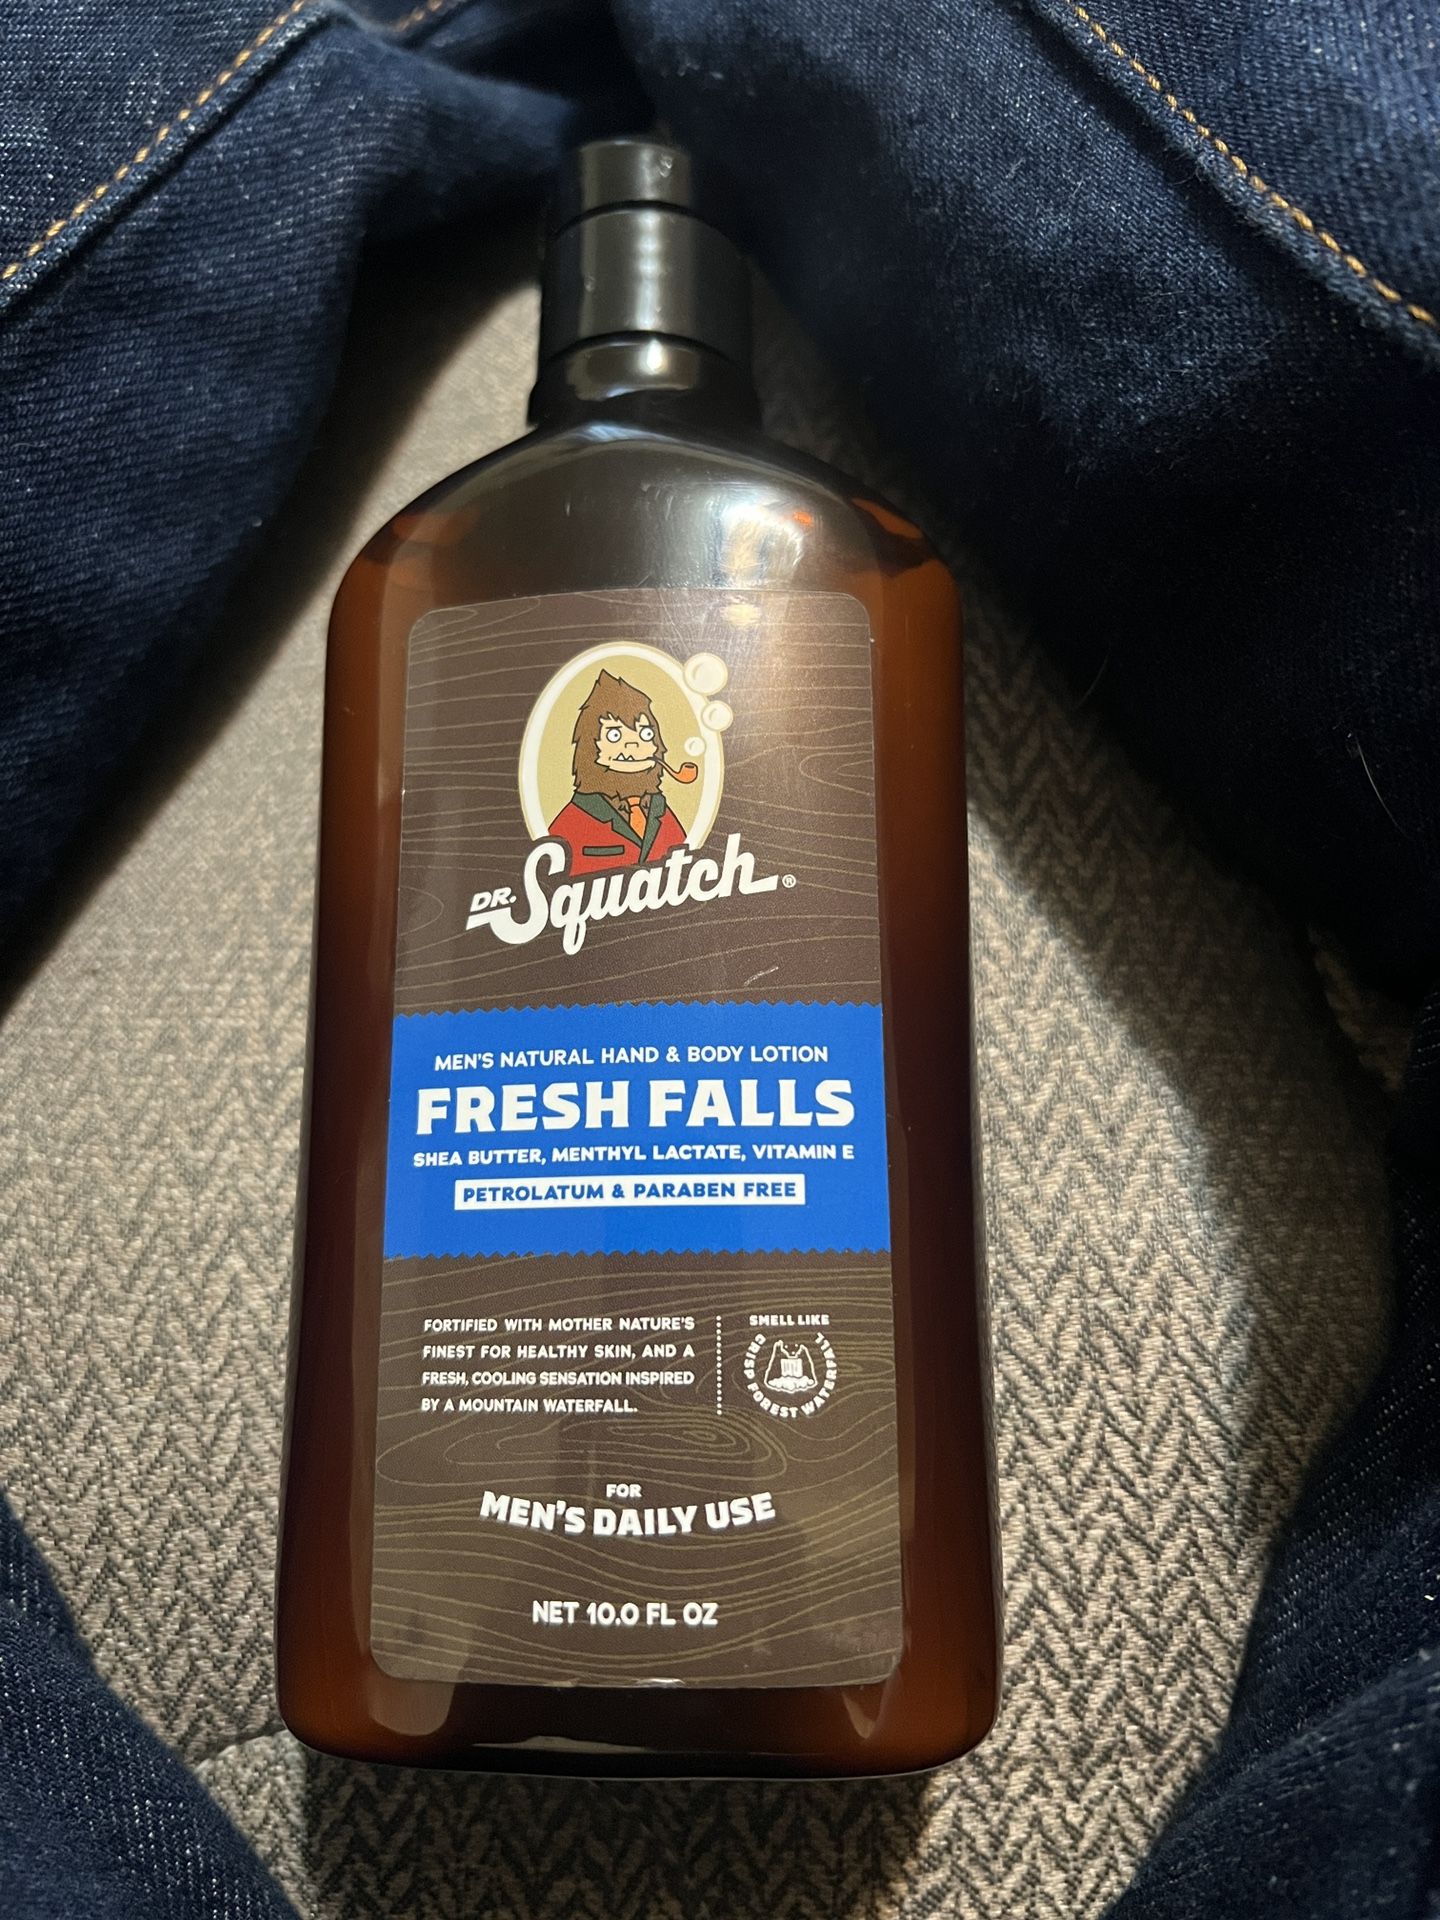 DR. Squatch®
MEN'S NATURAL HAND & BODY LOTION
FRESH FALLS
SHEA BUTTER, MENTHYL LACTATE, VITAMIN E
PETROLATUM & PARABEN FREE
FORTIFIED WITH MOTHER NATURE'S
FINEST FOR HEALTHY SKIN, AND A
FRESH, COOLING SENSATION INSPIRED
BY A MOUNTAIN WATERFALL.
SMELL LIKE
CRISP FOREST WATERFALL
FOR
MEN'S DAILY USE
NET 10.0 FL OZ